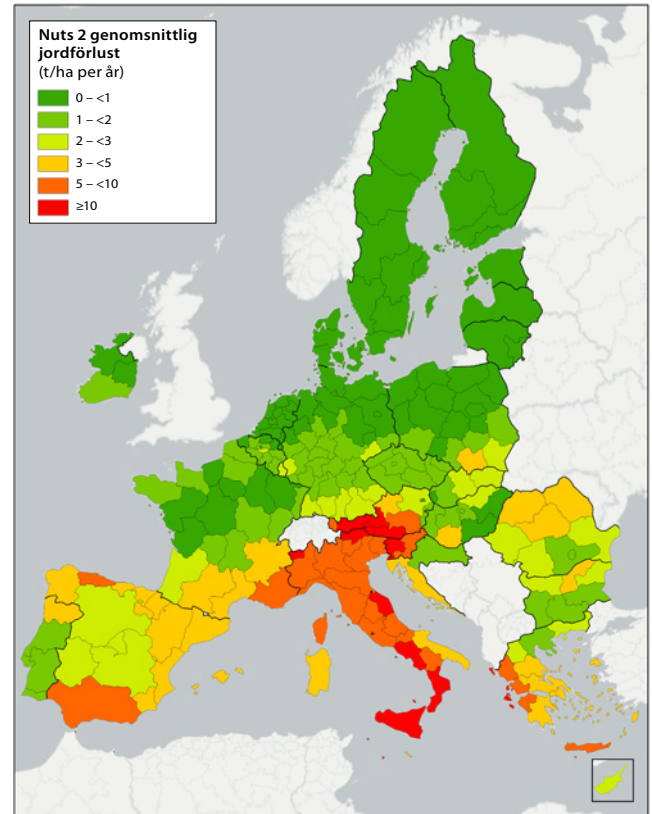 Nuts 2 genomsnittlig
jordförlust
(t/ha per år)
0 – <1
1 – <2
2 – <3
3 – <5
5 – <10
≥10